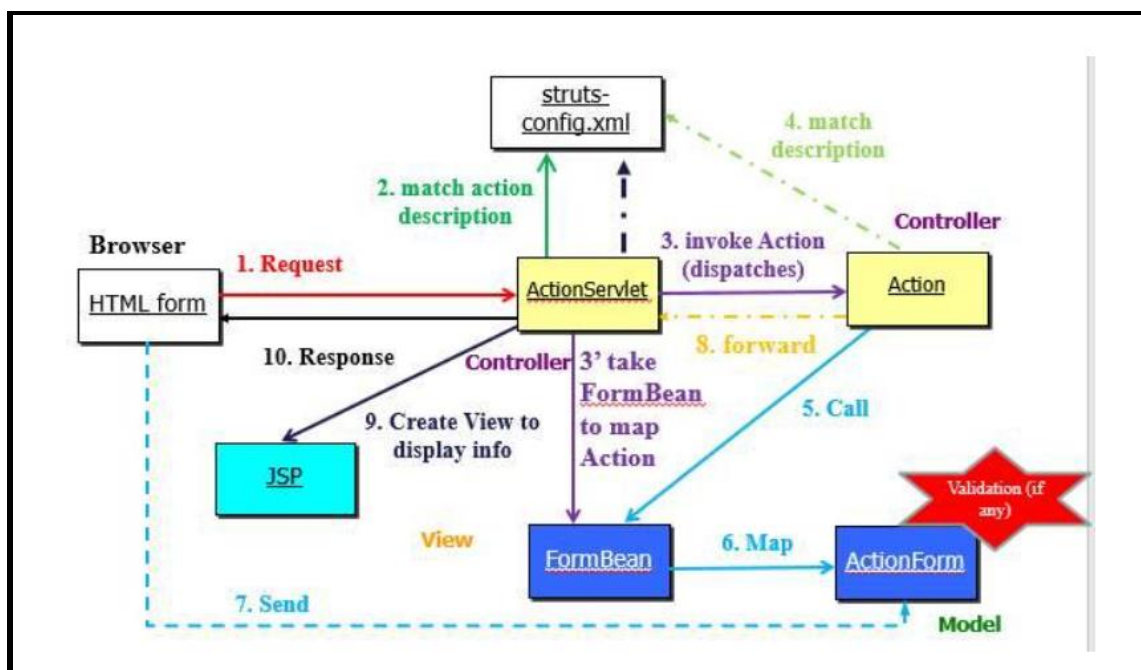 struts-
config.xml
4. match
description
2. match action
description
Controller
Browser
3. invoke Action
(dispatches)
1. Request
HTML form
ActionServlet
Action
8. forward
10. Response
Controller
3’ take
FormBean
to map
Action
5. Call
9. Create View to
display info
JSP
Validation (if
any)
View
FormBean
6. Map
ActionForm
7. Send
Model